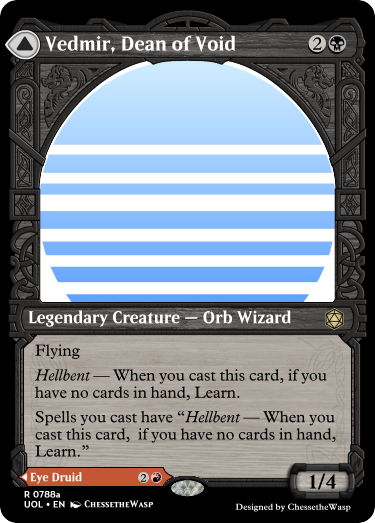 Vedmir, Dean of Void 2
Legendary Creature — Orb Wizard
Flying
Hellbent — When you cast this card, if you
have no cards in hand, Learn.
Spells you cast have “Hellbent — When you
cast this card,  if you have no cards in hand,
Learn.”
Eye Druid 2
1/4
R 0788a
UOL • EN ChessetheWasp
Designed by ChessetheWasp